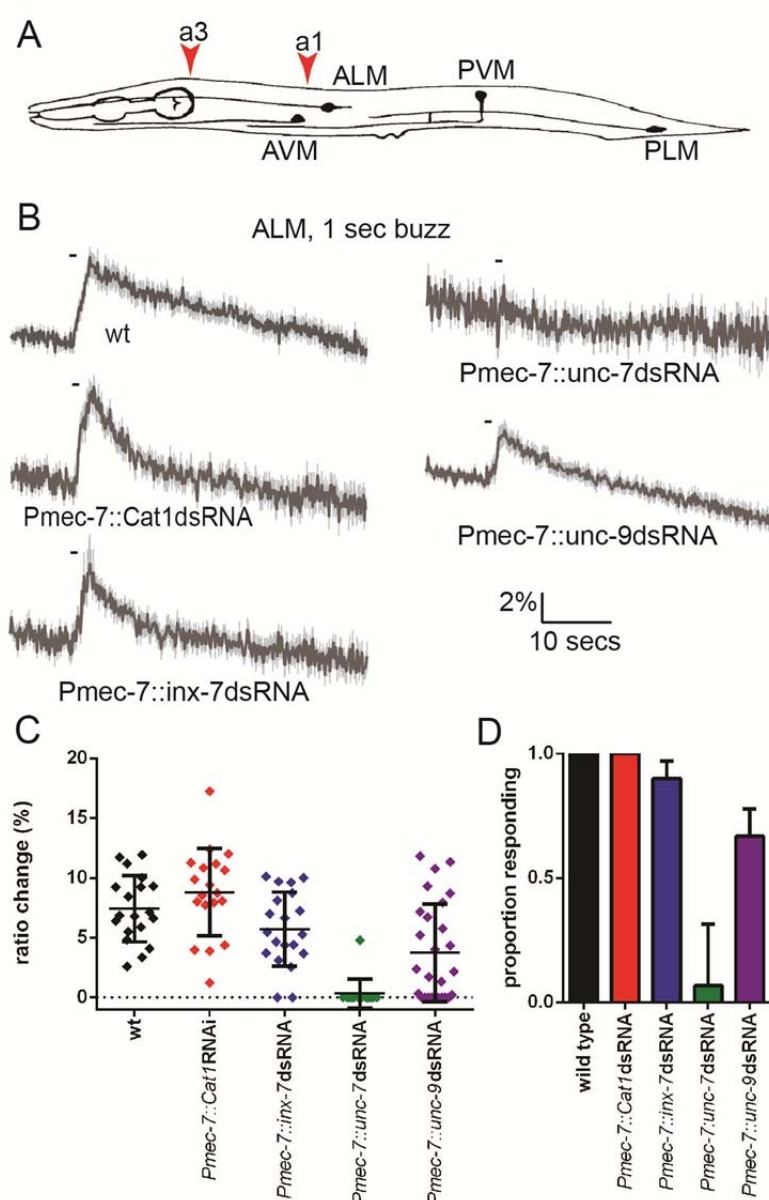 A
a3
a1
ALM
PVM
AVM
PLM
B
ALM, 1 sec buzz
wt
Pmec-7::unc-7dsRNA
Pmec-7::Cat1dsRNA
Pmec-7::unc-9dsRNA
2%
10 secs
Pmec-7::inx-7dsRNA
C
ratio change (%)
20
15
10
5
0
wt
Pmec-7::Cat1RNAi
Pmec-7::inx-7dsRNA
Pmec-7::unc-7dsRNA
Pmec-7::unc-9dsRNA
D
proportion responding
1.0
0.5
0.0
wild type
Pmec-7::Cat1dsRNA
Pmec-7::inx-7dsRNA
Pmec-7:unc-7dsRNA
Pmec-7::unc-9dsRNA